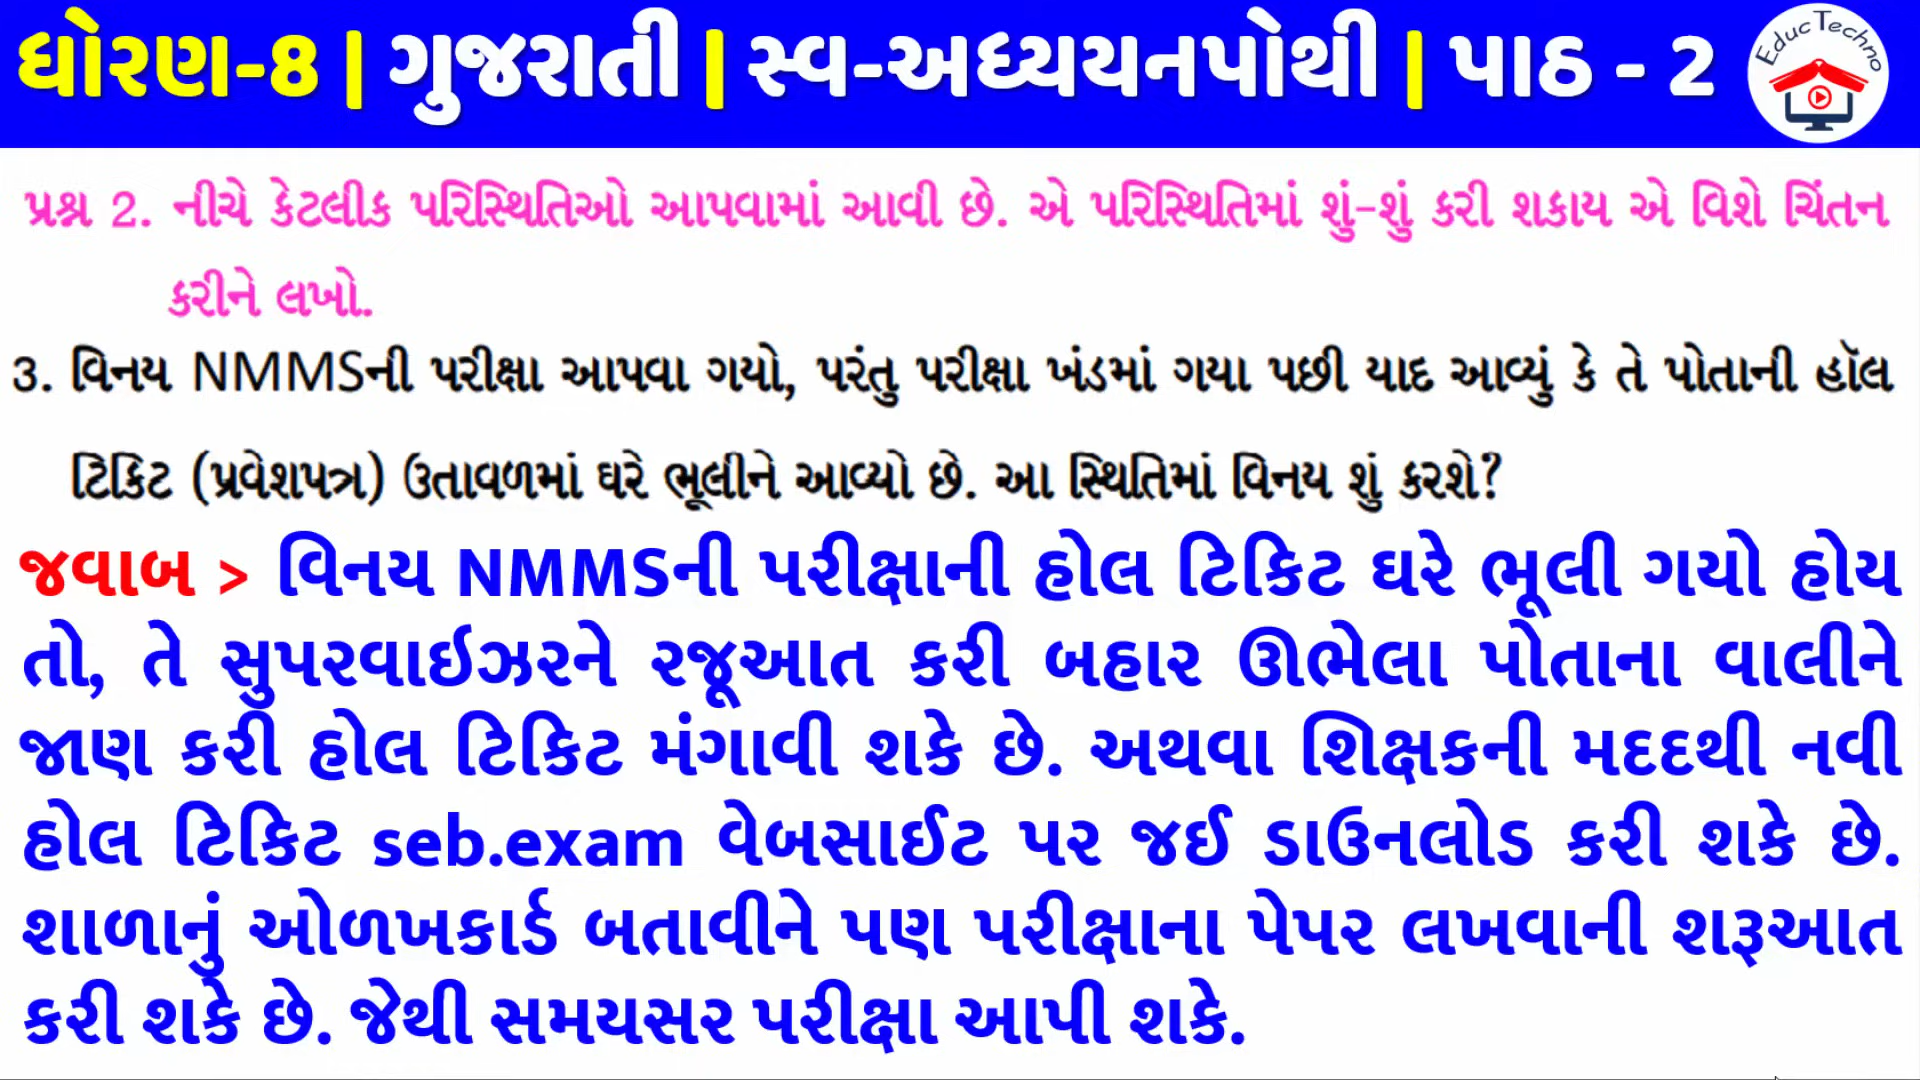 ધોરણ-8 | ગુજરાતી | સ્વ-અધ્યયનપોથી | પાઠ - 2
Educ Techno
પ્રશ્ન 2. નીચે કેટલીક પરિસ્થિતિઓ આપવામાં આવી છે. એ પરિસ્થિતિમાં શું-શું કરી શકાય એ વિશે ચિંતન
કરીને લખો.
3. વિનય NMMSની પરીક્ષા આપવા ગયો, પરંતુ પરીક્ષા ખંડમાં ગયા પછી યાદ આવ્યું કે તે પોતાની હૉલ
ટિકિટ (પ્રવેશપત્ર) ઉતાવળમાં ઘરે ભૂલીને આવ્યો છે. આ સ્થિતિમાં વિનય શું કરશે?
જવાબ > વિનય NMMSની પરીક્ષાની હોલ ટિકિટ ઘરે ભૂલી ગયો હોય
તો, તે સુપરવાઇઝરને રજૂઆત કરી બહાર ઊભેલા પોતાના વાલીને
જાણ કરી હોલ ટિકિટ મંગાવી શકે છે. અથવા શિક્ષકની મદદથી નવી
હોલ ટિકિટ seb.exam વેબસાઈટ પર જઈ ડાઉનલોડ કરી શકે છે.
શાળાનું ઓળખકાર્ડ બતાવીને પણ પરીક્ષાના પેપર લખવાની શરૂઆત
કરી શકે છે. જેથી સમયસર પરીક્ષા આપી શકે.